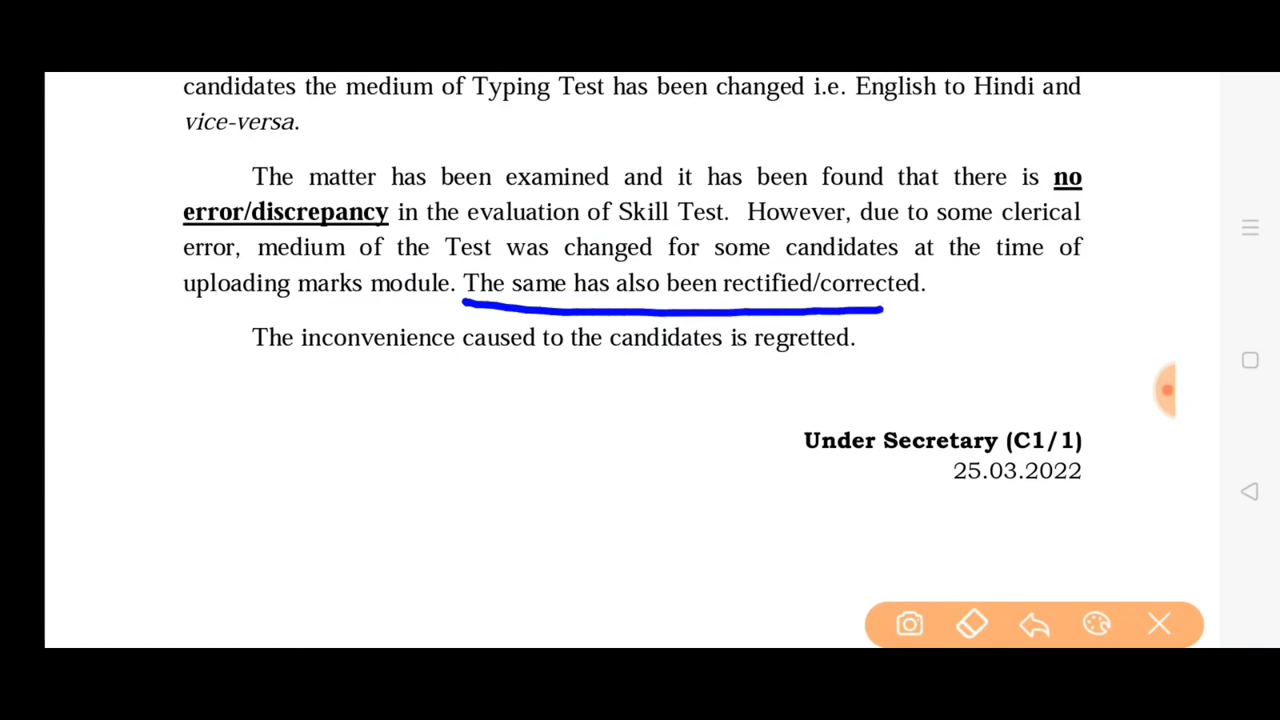 candidates the medium of Typing Test has been changed i.e. English to Hindi and
vice-versa.
The matter has been examined and it has been found that there is no
error/discrepancy in the evaluation of Skill Test. However, due to some clerical
error, medium of the Test was changed for some candidates at the time of
uploading marks module. The same has also been rectified/corrected.
The inconvenience caused to the candidates is regretted.
Under Secretary (C1/1)
25.03.2022